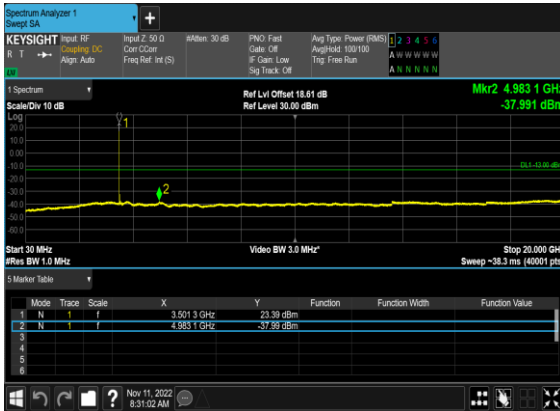 Spectrum Analyzer 1
Swept SA
+
KEYSIGHT Input: RF Input Z: 50 Ω #Atten: 30 dB PNO: Fast Avg Type: Power (RMS) 1 2 3 4 5 6
R T Coupling: DC Corr CCorr Gate: Off Avg|Hold: 100/100 A W W W W W
Align: Auto Freq Ref: Int (S) IF Gain: Low Trig: Free Run
LXI Sig Track: Off A N N N N N
1 Spectrum Ref Lvl Offset 18.61 dB Mkr2 4.983 1 GHz
Scale/Div 10 dB Ref Level 30.00 dBm -37.991 dBm
Log
20.0 1
10.0
0.00
-10.0 DL1 -13.00 dBm
-20.0
-30.0 2
-40.0
-50.0
-60.0
Start 30 MHz Video BW 3.0 MHz* Stop 20.000 GH
#Res BW 1.0 MHz Sweep ~38.3 ms (40001 pts
5 Marker Table
Mode Trace Scale X Y Function Function Width Function Value
1 N 1 f 3.501 3 GHz 23.39 dBm
2 N 1 f 4.983 1 GHz -37.99 dBm
3
4
5
6
? Nov 11, 2022
8:31:02 AM